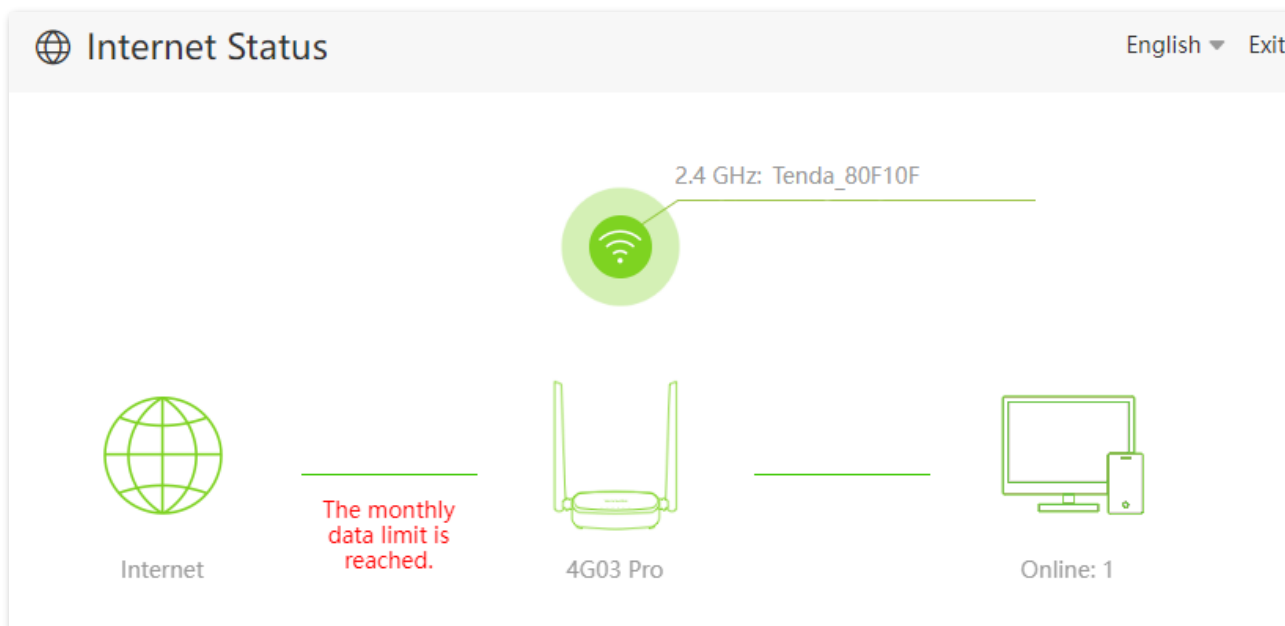 Internet Status
English
Exit
2.4 GHz: Tenda_80F10F
The monthly
data limit is
reached.
Internet
4G03 Pro
Online: 1